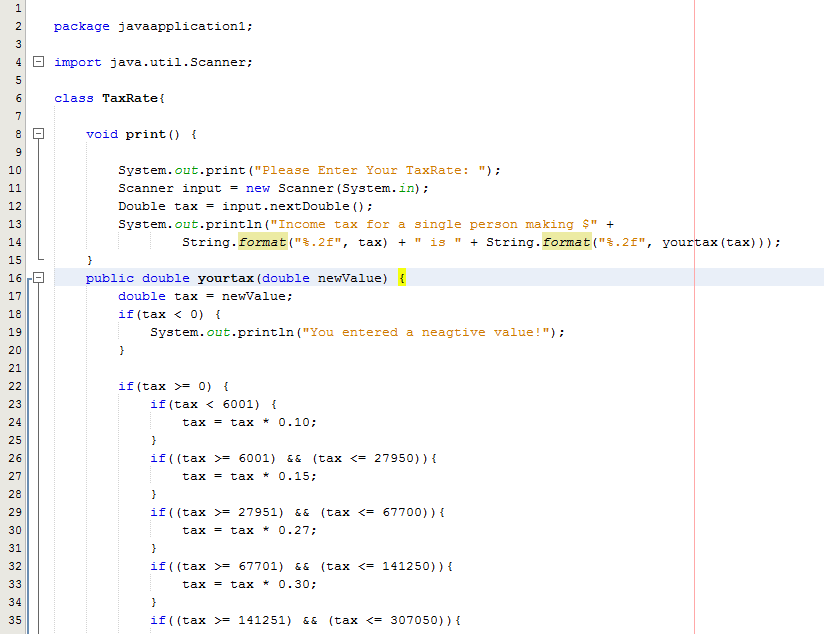 1
2 package javaapplication1;
3
4 import java.util.Scanner;
5
6 class TaxRate{
7
8 void print() {
9
10 System.out.print("Please Enter Your TaxRate: ");
11 Scanner input = new Scanner(System.in);
12 Double tax = input.nextDouble();
13 System.out.println("Income tax for a single person making $" +
14 String.format("%.2f", tax) + " is " + String.format("%.2f", yourtax(tax)));
15 }
16 public double yourtax(double newValue) {
17 double tax = newValue;
18 if(tax < 0) {
19 System.out.println("You entered a neagtive value!");
20 }
21
22 if(tax >= 0) {
23 if(tax < 6001) {
24 tax = tax * 0.10;
25 }
26 if((tax >= 6001) && (tax <= 27950)){
27 tax = tax * 0.15;
28 }
29 if((tax >= 27951) && (tax <= 67700)){
30 tax = tax * 0.27;
31 }
32 if((tax >= 67701) && (tax <= 141250)){
33 tax = tax * 0.30;
34 }
35 if((tax >= 141251) && (tax <= 307050)){